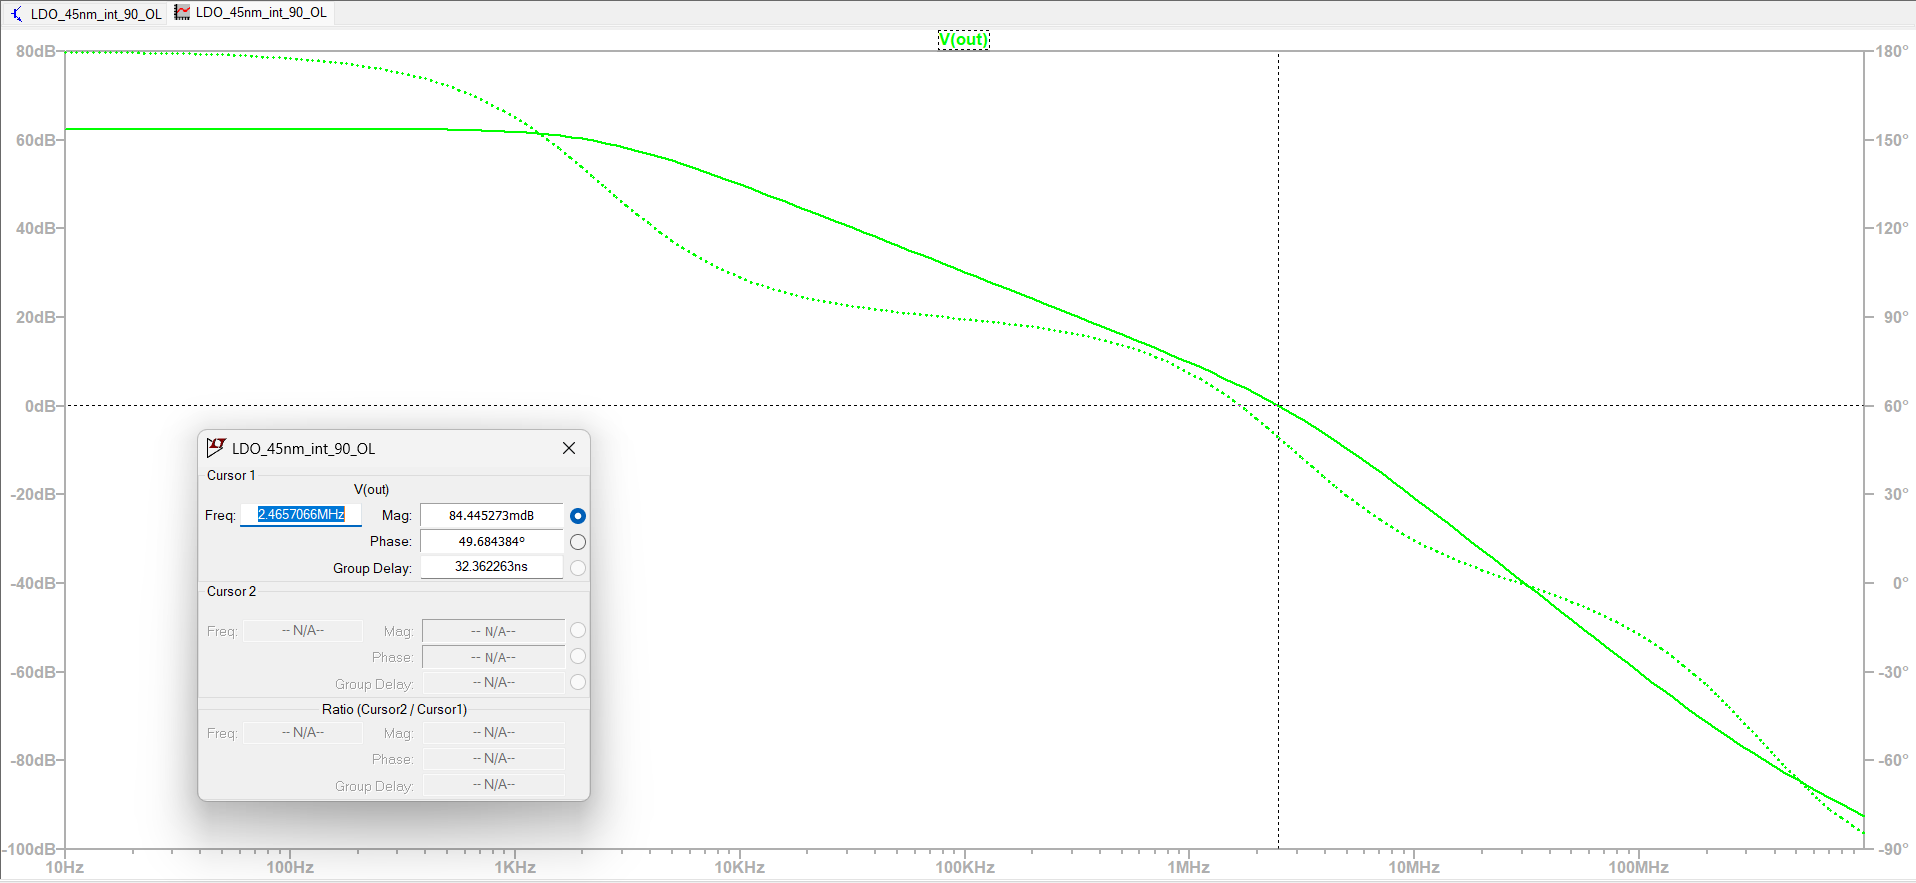 LDO_45nm_int_90_OL LDO_45nm_int_90_OL
V(out)
80dB 180°
60dB 150°
40dB 120°
20dB 90°
0dB 60°
-20dB 30°
-40dB 0°
-60dB -30°
-80dB -60°
-100dB -90°
10Hz 100Hz 1KHz 10KHz 100KHz 1MHz 10MHz 100MHz
LDO_45nm_int_90_OL
Cursor 1
V(out)
Freq: 2.4657066MHz Mag: 84.445273mdB
Phase: 49.684384°
Group Delay: 32.362263ns
Cursor 2
Freq: -- N/A-- Mag: -- N/A--
Phase: -- N/A--
Group Delay: -- N/A--
Ratio (Cursor2 / Cursor1)
Freq: -- N/A-- Mag: -- N/A--
Phase: -- N/A--
Group Delay: -- N/A--